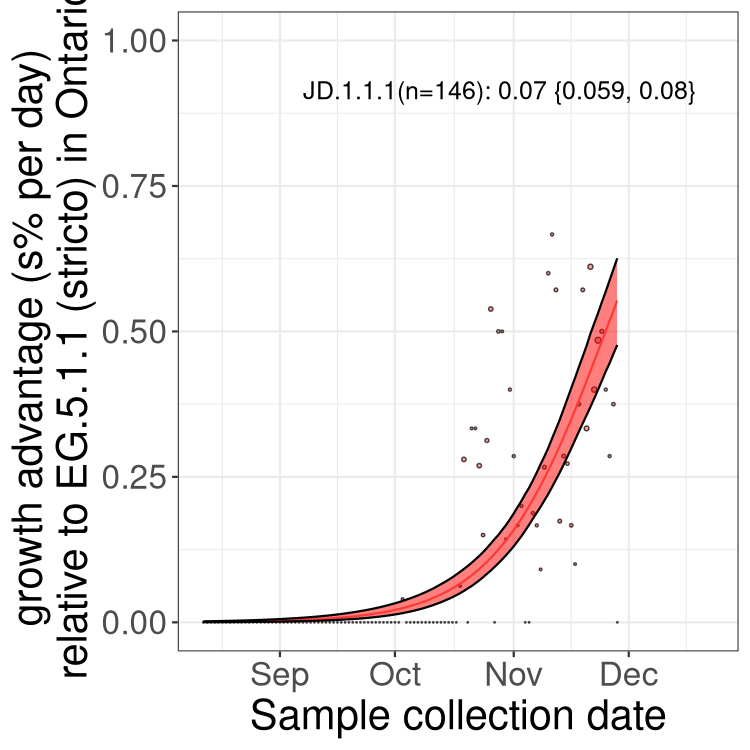 growth advantage (s% per day)
relative to EG.5.1.1 (stricto) in Ontario
1.00
0.75
0.50
0.25
0.00
JD.1.1.1(n=146): 0.07 {0.059, 0.08}
Sep Oct Nov Dec
Sample collection date